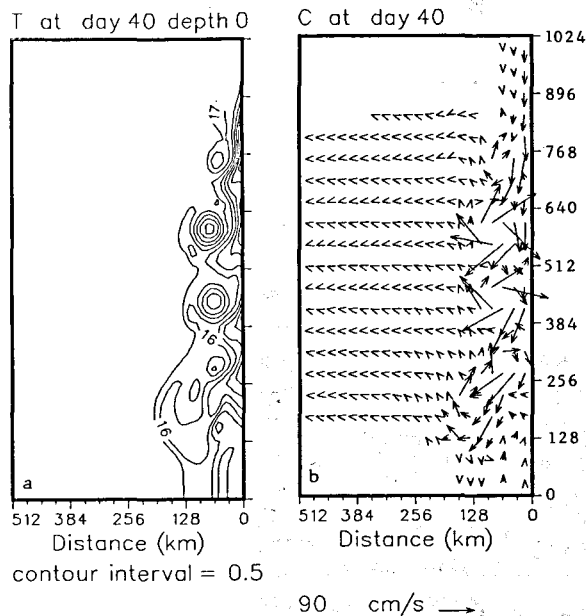 T at day 40 depth 0
C at day 40
1024
896
768
640
512
384
256
128
0
17
16
16
a
b
512 384 256 128 0
512 384 256 128 0
Distance (km)
Distance (km)
contour interval = 0.5
90 cm/s